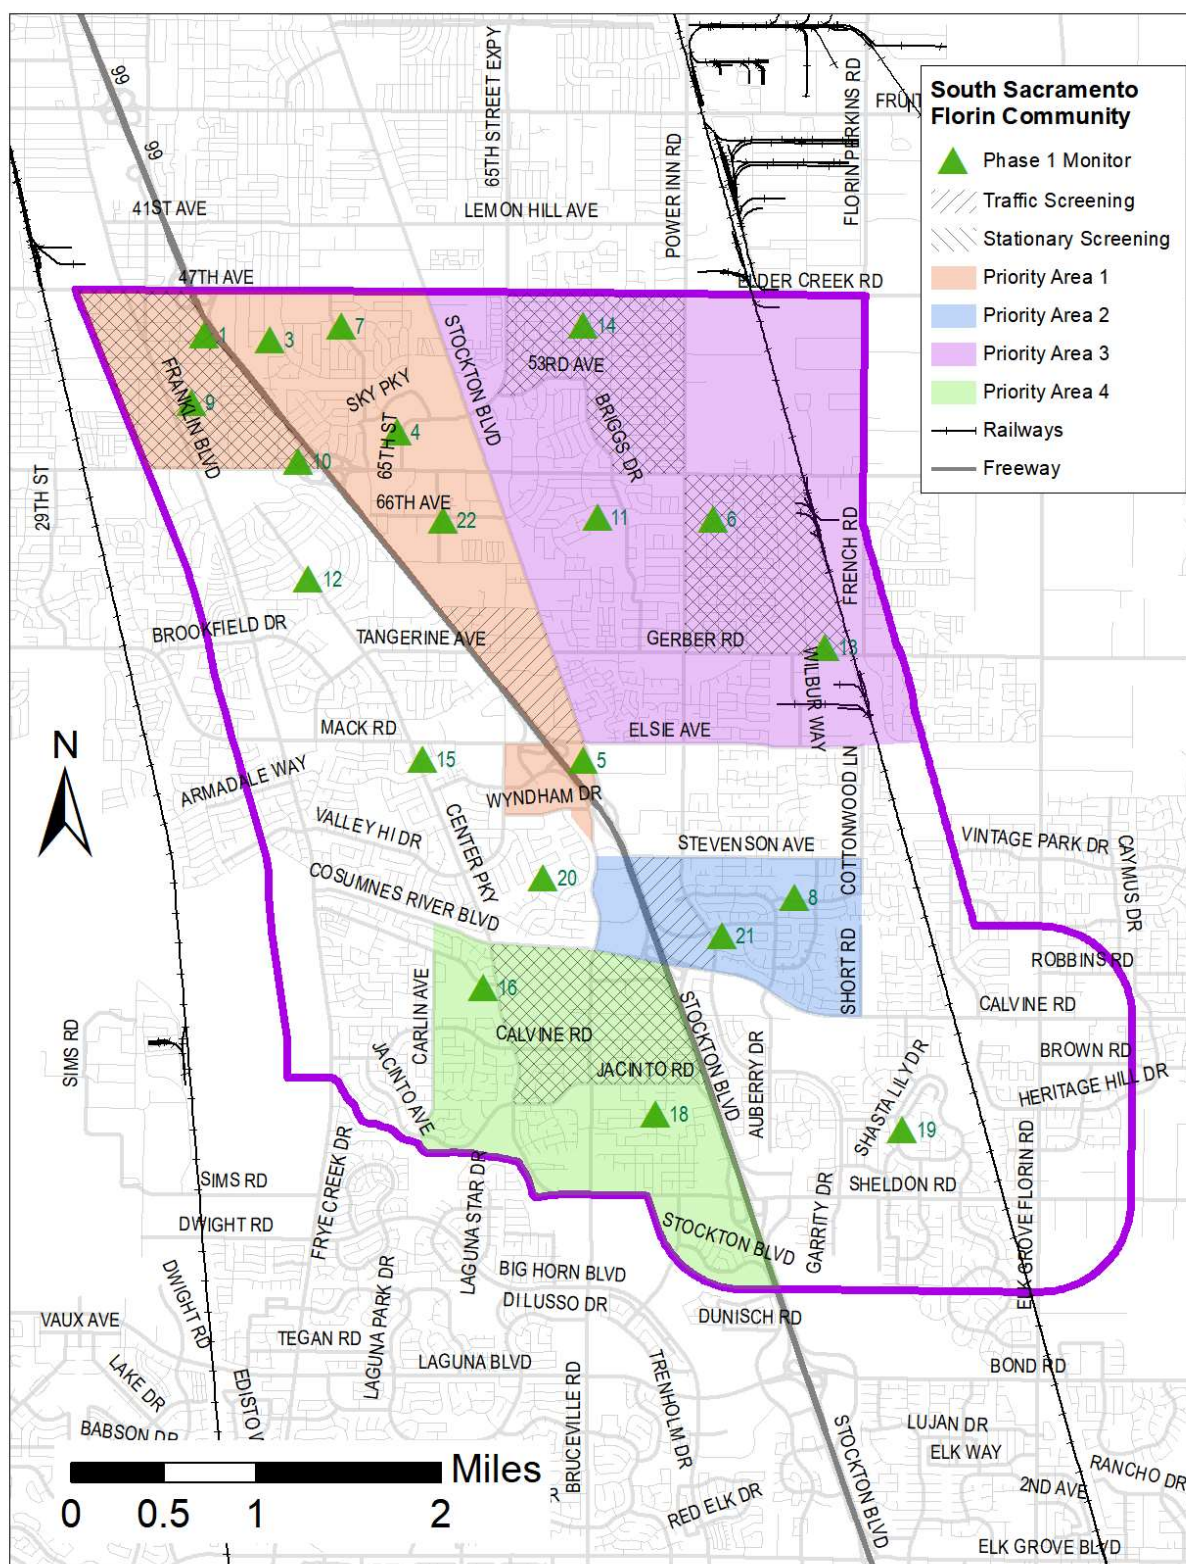 99
65TH STREET EXPY
FLORIN PERKINS RD
FRUIT
South Sacramento
Florin Community
Phase 1 Monitor
Traffic Screening
Stationary Screening
Priority Area 1
Priority Area 2
Priority Area 3
Priority Area 4
Railways
Freeway
99
POWER INN RD
41ST AVE
LEMON HILL AVE
47TH AVE
ELDER CREEK RD
1
3
7
14
STOCKTON BLVD
53RD AVE
FRANKLIN BLVD
SKY PKY
9
4
65TH ST
BRIGGS DR
10
29TH ST
66TH AVE
22
11
6
FRENCH RD
12
BROOKFIELD DR
TANGERINE AVE
GERBER RD
13
WILBUR WAY
MACK RD
ELSIE AVE
N
15
5
ARMADALE WAY
WYNDHAM DR
COTTONWOOD LN
VALLEY HI DR
CENTER PKY
STEVENSON AVE
VINTAGE PARK DR
CAYMUS DR
COSUMNES RIVER BLVD
20
8
21
SHORT RD
ROBBINS RD
16
CARLIN AVE
CALVINE RD
STOCKTON BLVD
CALVINE RD
SIMS RD
JACINTO AVE
JACINTO RD
AUBERRY DR
SHASTA LILY DR
BROWN RD
HERITAGE HILL DR
18
19
SIMS RD
FRYE CREEK DR
LAGUNA STAR DR
SHELDON RD
ELK GROVE FLORIN RD
DWIGHT RD
STOCKTON BLVD
GARRITY DR
DWIGHT RD
LAGUNA PARK DR
BIG HORN BLVD
DI LUSSO DR
DUNISCH RD
VAUX AVE
TEGAN RD
LAGUNA BLVD
BOND RD
LAKE DR
EDISTO
BRUCEVILLE RD
TRENHOLM DR
STOCKTON BLVD
LUJAN DR
BABSON DR
ELK WAY
RANCHO DR
Miles
2ND AVE
0 0.5 1 2
RED ELK DR
ELK GROVE BLVD